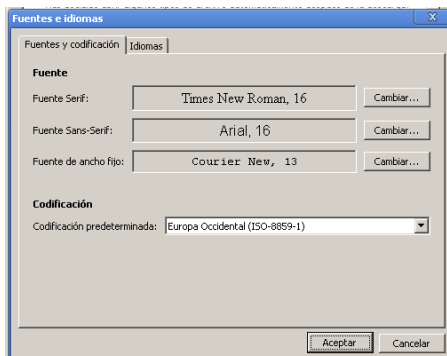 Fuentes e idiomas
Fuentes y codificación Idiomas
Fuente
Fuente Serif: Times New Roman, 16 Cambiar...
Fuente Sans-Serif: Arial, 16 Cambiar...
Fuente de ancho fijo: Courier New, 13 Cambiar...
Codificación
Codificación predeterminada: Europa Occidental (ISO-8859-1)
Aceptar Cancelar